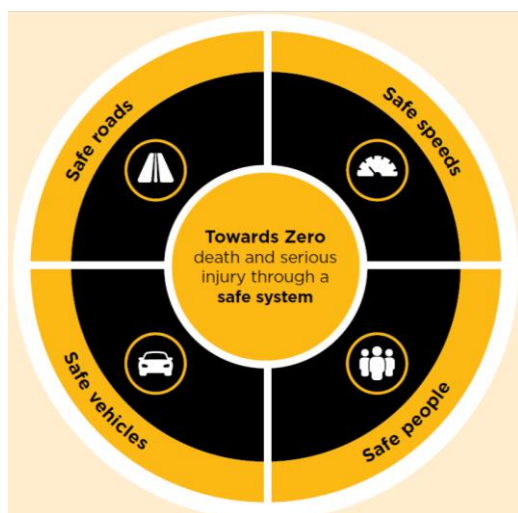 Safe roads
Safe speeds
Towards Zero
death and serious
injury through a
safe system
Safe vehicles
Safe people